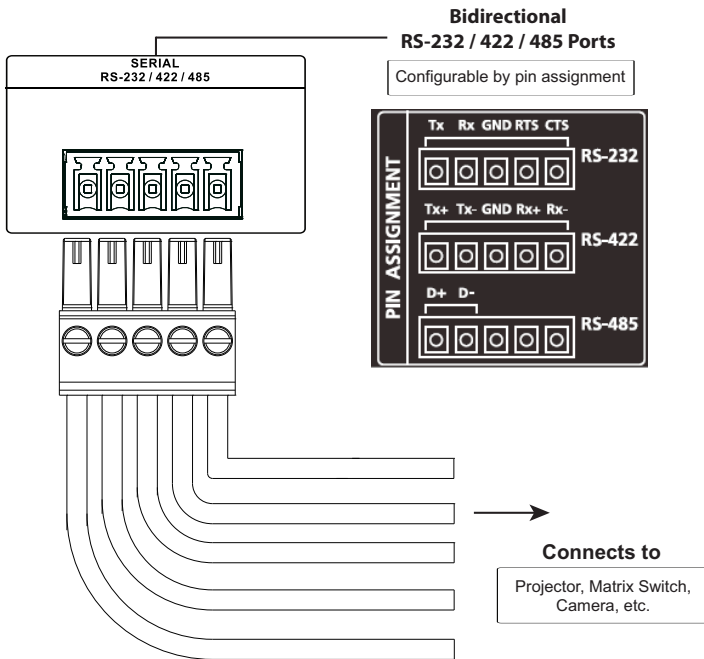 Bidirectional
RS-232 / 422 / 485 Ports
Configurable by pin assignment
SERIAL
RS-232 / 422 / 485
PIN ASSIGNMENT
Tx Rx GND RTS CTS
RS-232
Tx+ Tx- GND Rx+ Rx-
RS-422
D+ D-
RS-485
Connects to
Projector, Matrix Switch,
Camera, etc.